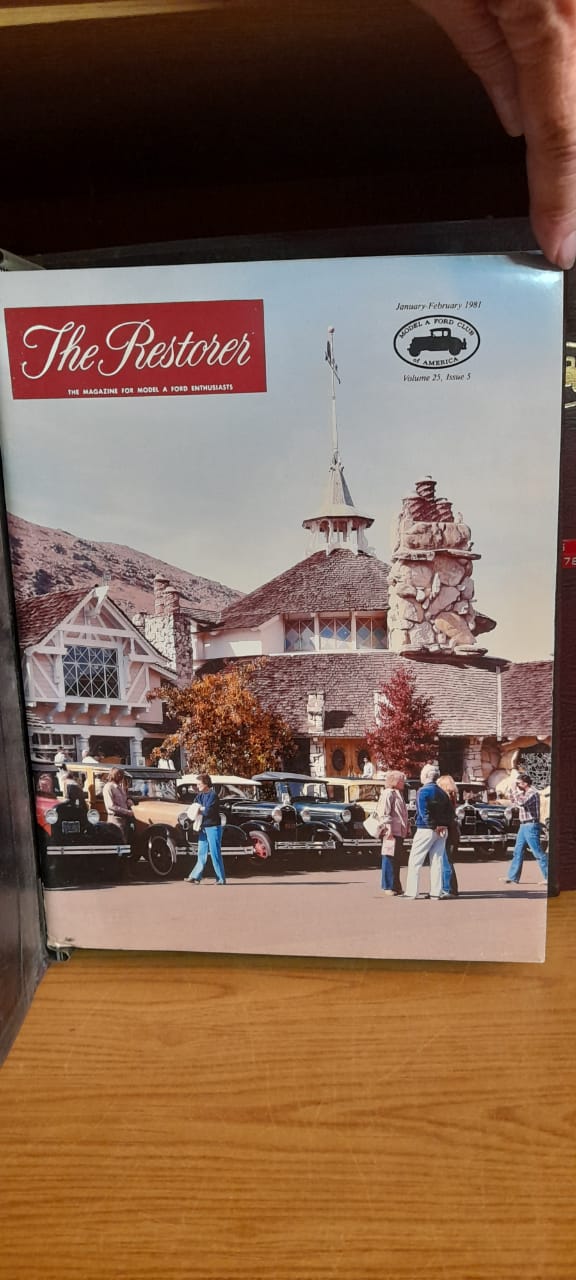 The Restorer
THE MAGAZINE FOR MODEL A FORD ENTHUSIASTS
January-February 1981
MODEL A FORD CLUB
of AMERICA
Volume 25, Issue 5